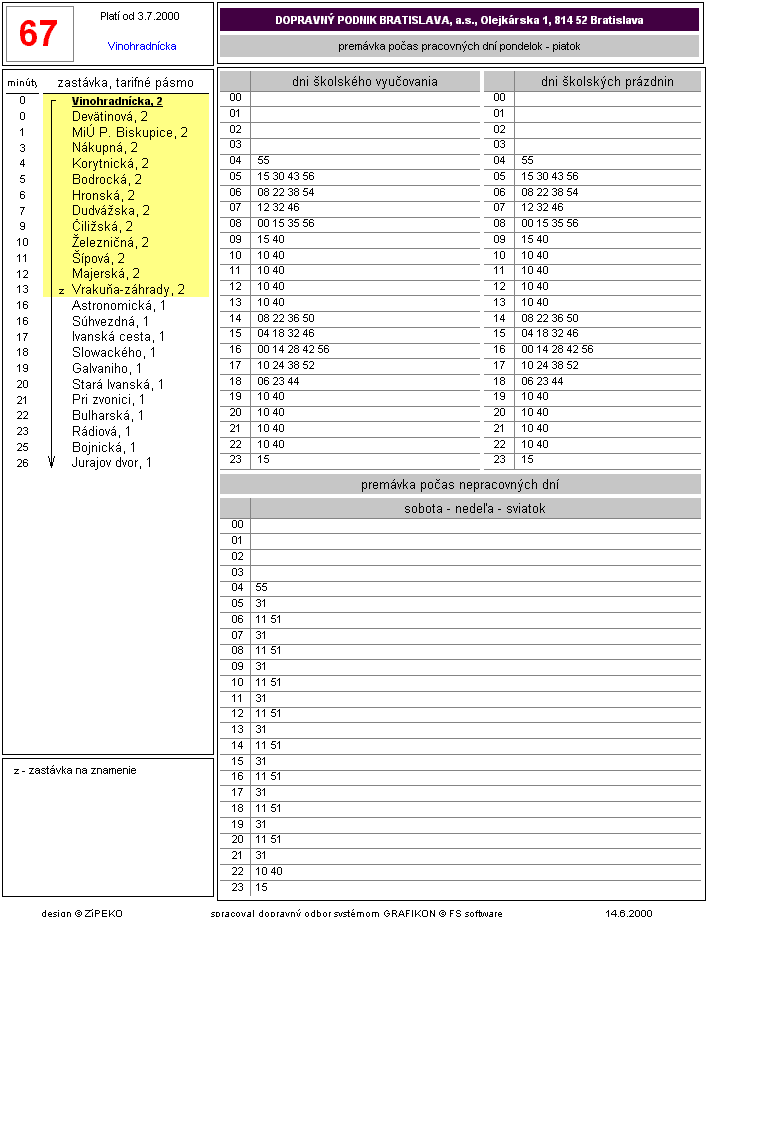 67
Platí od 3.7.2000
Vinohradnícka
DOPRAVNÝ PODNIK BRATISLAVA, a.s., Olejkárska 1, 814 52 Bratislava
premávka počas pracovných dní pondelok - piatok
minúty zastávka, tarifné pásmo
0 Vinohradnícka, 2
0 Devätinová, 2
1 MiÚ P. Biskupice, 2
3 Nákupná, 2
4 Korytnická, 2
5 Bodrocká, 2
6 Hronská, 2
7 Dudvážska, 2
9 Čiližská, 2
10 Železničná, 2
11 Šípová, 2
12 Majerská, 2
13 z Vrakuňa-záhrady, 2
16 Astronomická, 1
16 Súhvezdná, 1
17 Ivanská cesta, 1
18 Slowackého, 1
19 Galvaniho, 1
20 Stará Ivanská, 1
21 Pri zvonici, 1
22 Bulharská, 1
23 Rádiová, 1
25 Bojnická, 1
26 Jurajov dvor, 1
z - zastávka na znamenie
dni školského vyučovania
00
01
02
03
04 55
05 15 30 43 56
06 08 22 38 54
07 12 32 46
08 00 15 35 56
09 15 40
10 10 40
11 10 40
12 10 40
13 10 40
14 08 22 36 50
15 04 18 32 46
16 00 14 28 42 56
17 10 24 38 52
18 06 23 44
19 10 40
20 10 40
21 10 40
22 10 40
23 15
dni školských prázdnin
00
01
02
03
04 55
05 15 30 43 56
06 08 22 38 54
07 12 32 46
08 00 15 35 56
09 15 40
10 10 40
11 10 40
12 10 40
13 10 40
14 08 22 36 50
15 04 18 32 46
16 00 14 28 42 56
17 10 24 38 52
18 06 23 44
19 10 40
20 10 40
21 10 40
22 10 40
23 15
premávka počas nepracovných dní
sobota - nedeľa - sviatok
00
01
02
03
04 55
05 31
06 11 51
07 31
08 11 51
09 31
10 11 51
11 31
12 11 51
13 31
14 11 51
15 31
16 11 51
17 31
18 11 51
19 31
20 11 51
21 31
22 10 40
23 15
design © ZiPEKO
spracoval dopravný odbor systémom GRAFIKON © FS software
14.6.2000